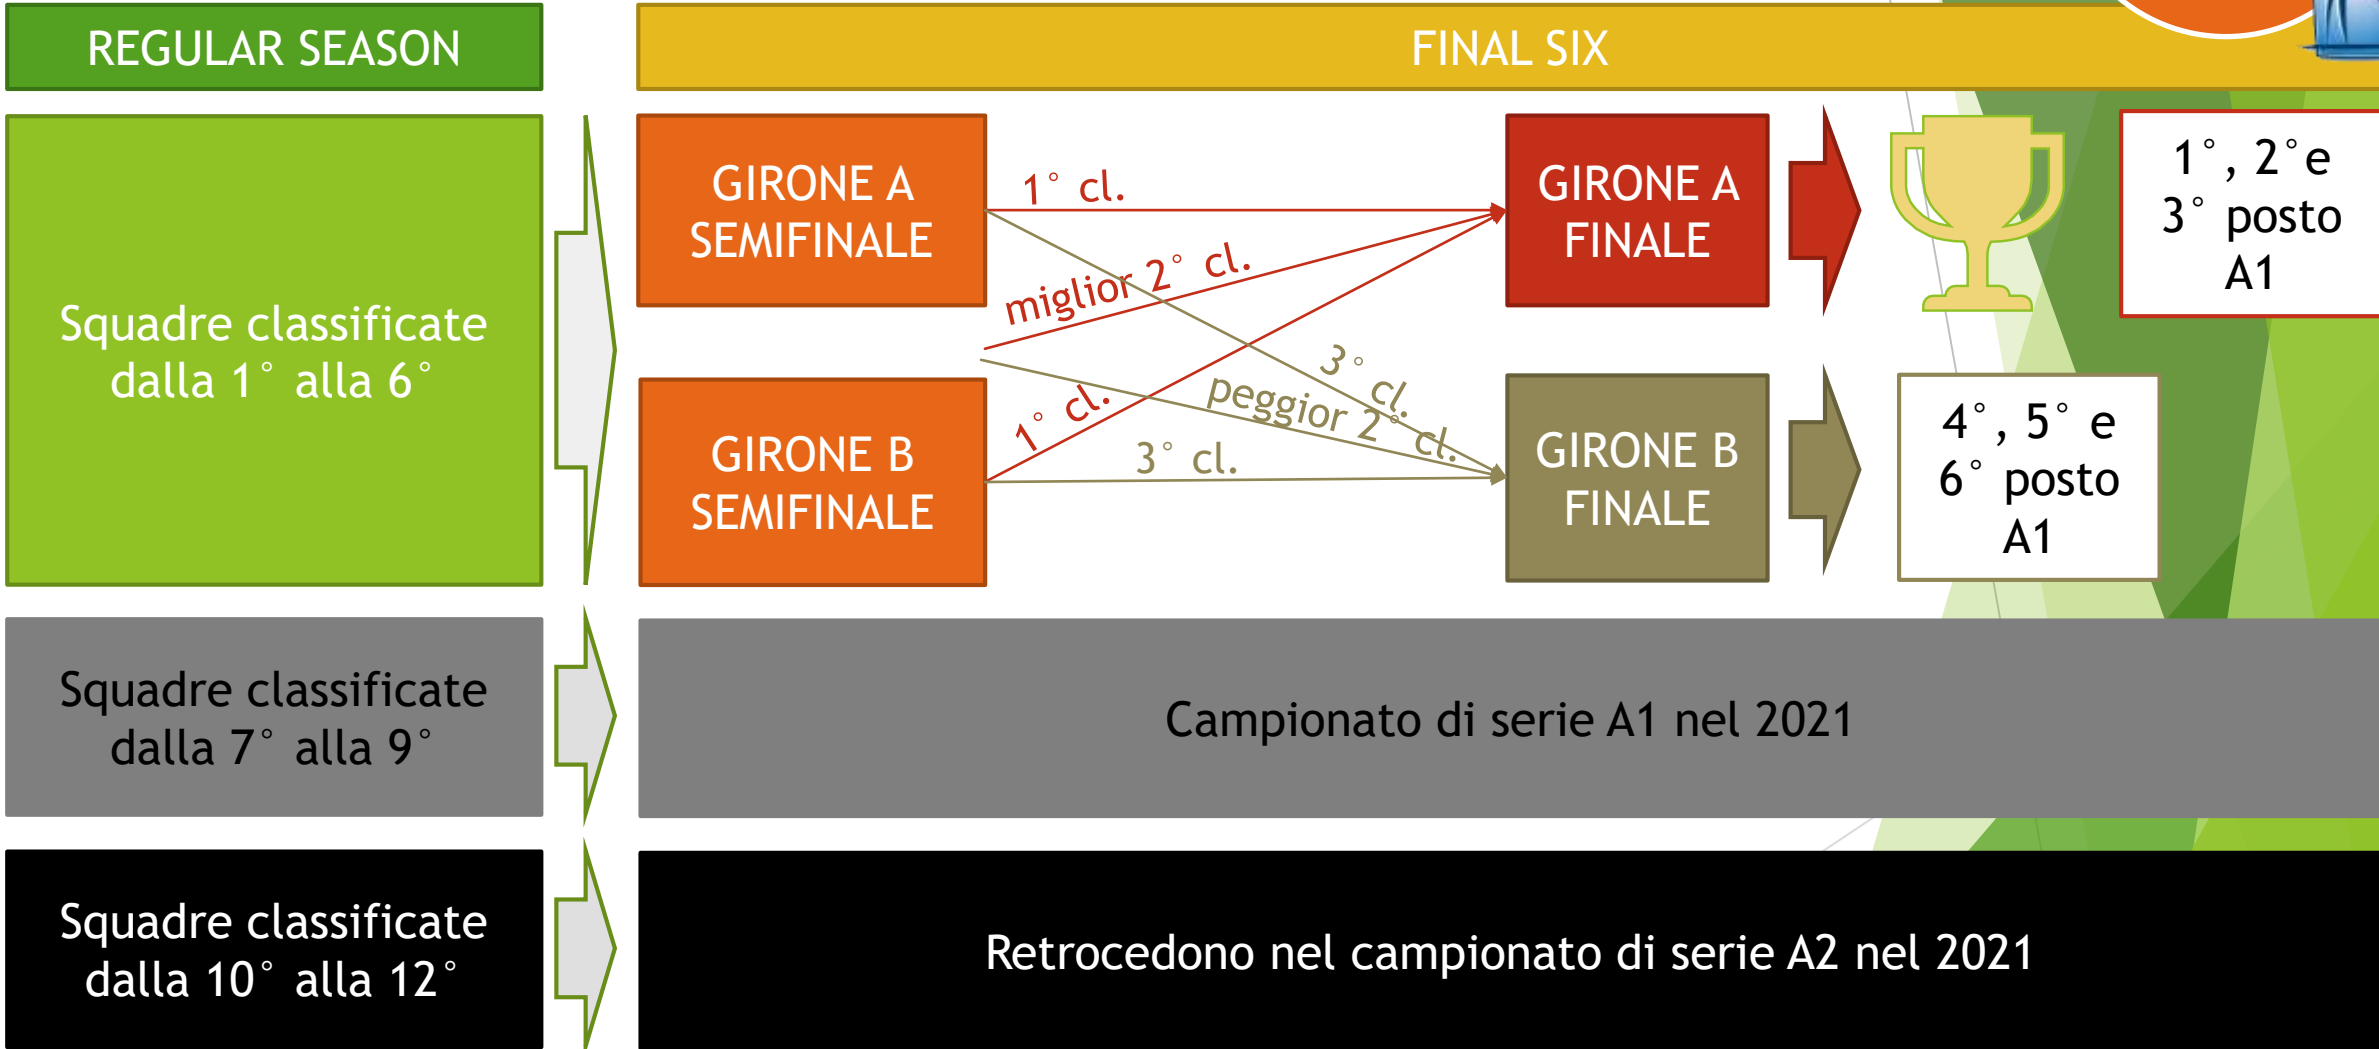 REGULAR SEASON
FINAL SIX
Squadre classificate
dalla 1° alla 6°
GIRONE A
SEMIFINALE
GIRONE B
SEMIFINALE
1° cl.
miglior 2° cl.
1° cl.
3° cl.
peggior 2° cl.
3° cl.
GIRONE A
FINALE
GIRONE B
FINALE
1°, 2°e
3° posto
A1
4°, 5° e
6° posto
A1
Squadre classificate
dalla 7° alla 9°
Campionato di serie A1 nel 2021
Squadre classificate
dalla 10° alla 12°
Retrocedono nel campionato di serie A2 nel 2021